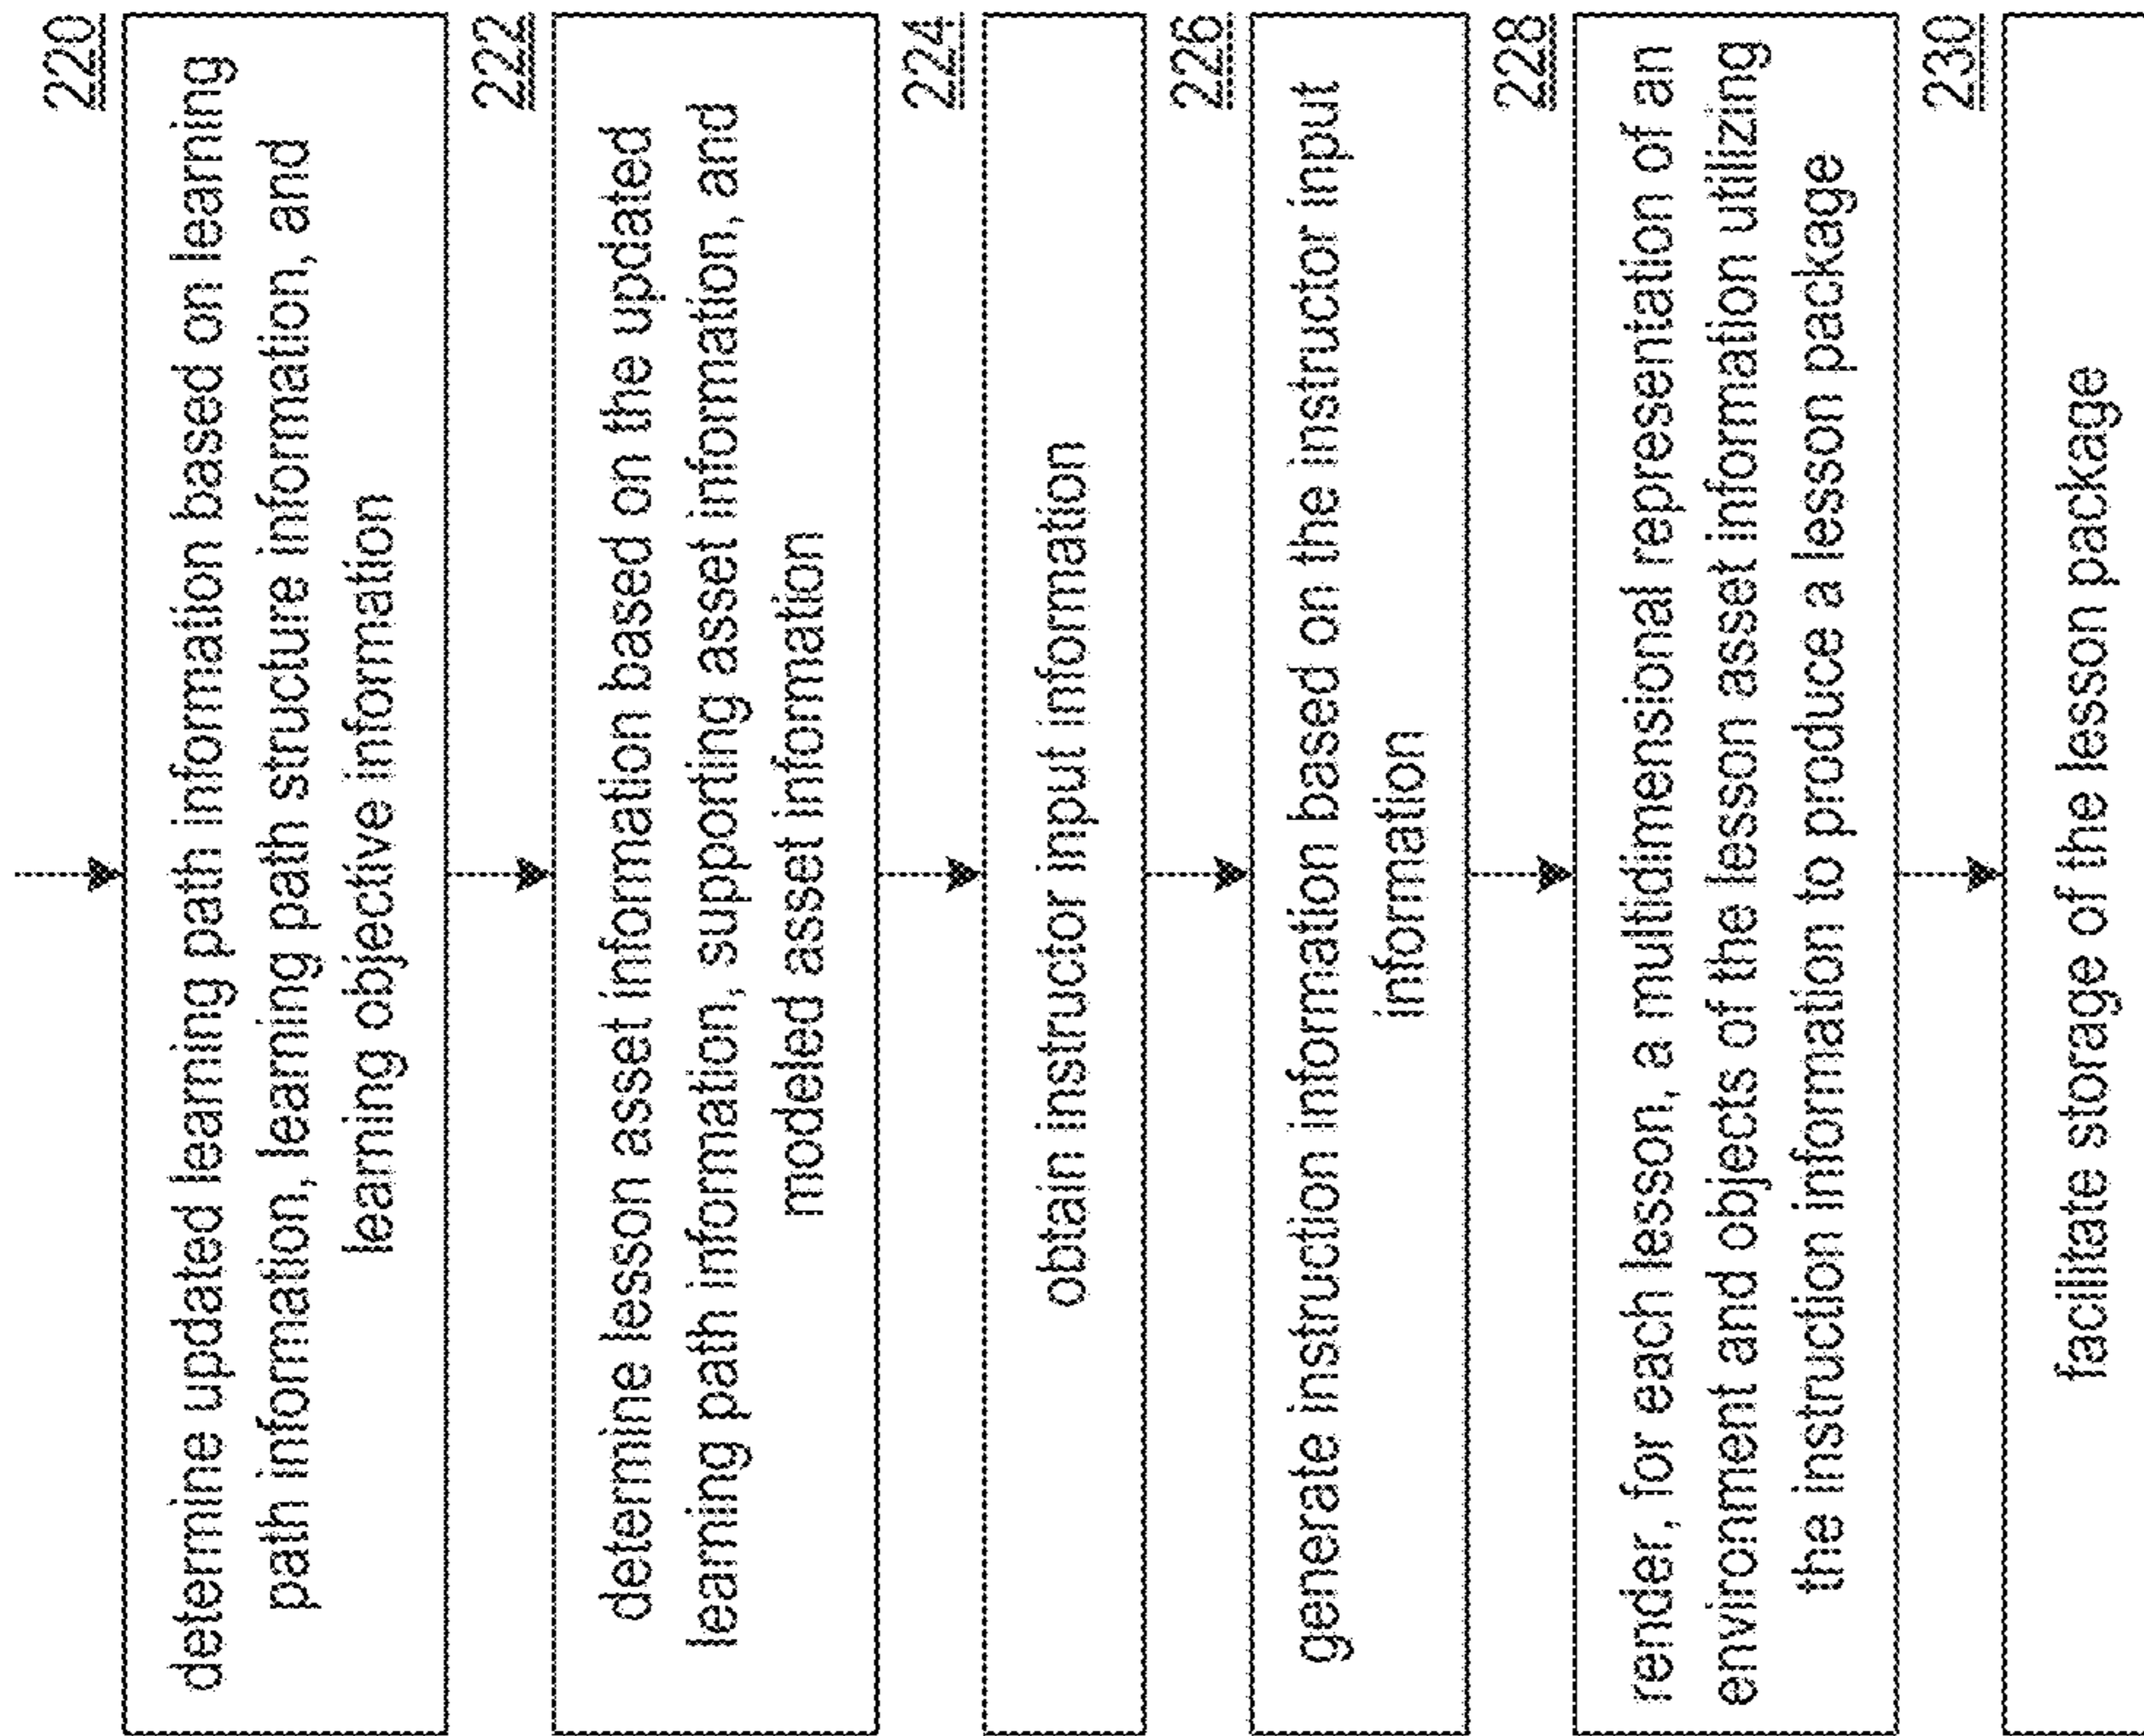 220
determine updated learning path information based on learning
path information, learning path structure information, and
learning objective information
222
determine lesson asset information based on the updated
learning path information, supporting asset information, and
modeled asset information
224
obtain instructor input information
226
generate instruction information based on the instructor input
information
228
render, for each lesson, a multidimensional representation of an
environment and objects of the lesson asset information utilizing
the instruction information to produce a lesson package
230
facilitate storage of the lesson package